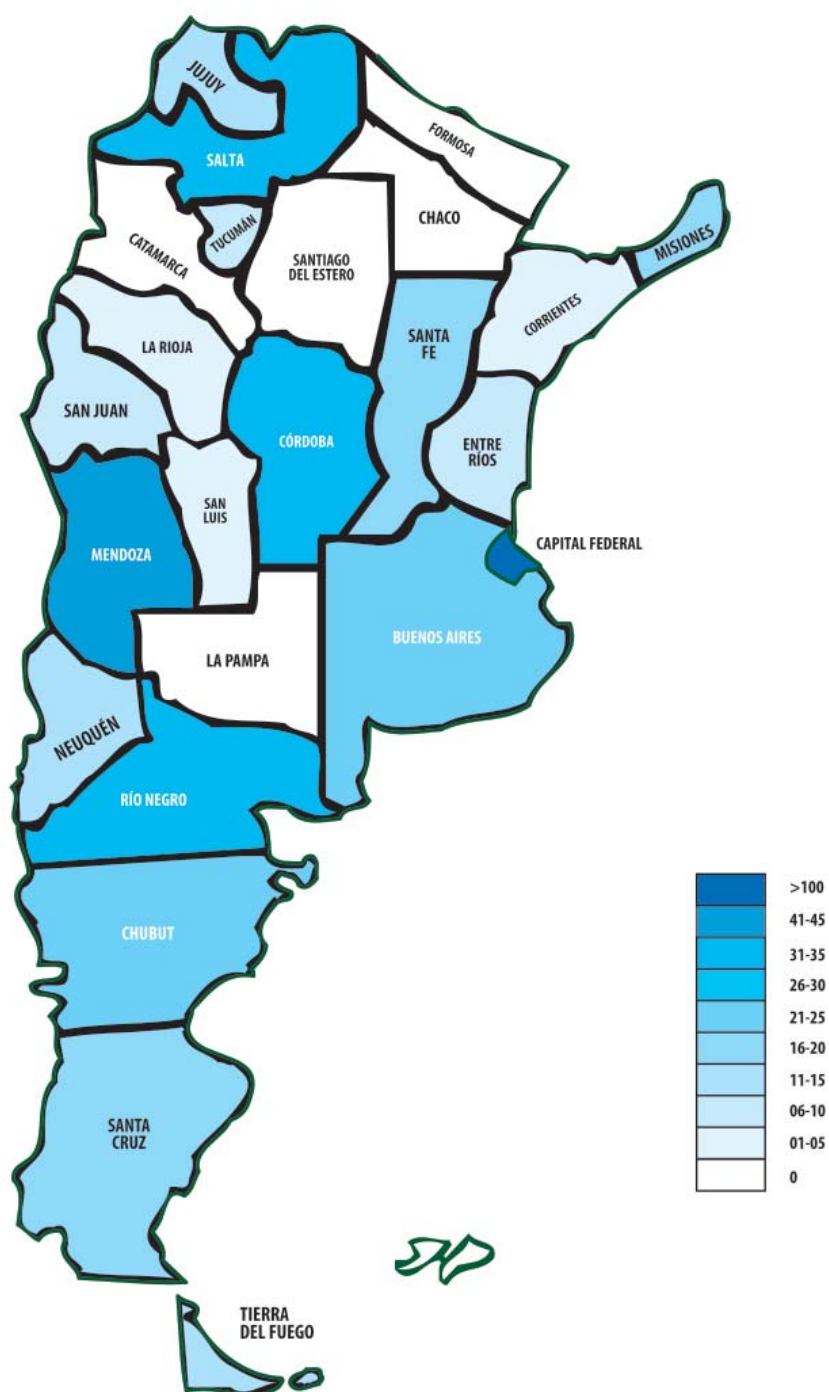 JUJUY
FORMOSA
SALTA
CHACO
TUCUMÁN
MISIONES
CATAMARCA
SANTIAGO
DEL ESTERO
CORRIENTES
LA RIOJA
SANTA
FE
SAN JUAN
CÓRDOBA
ENTRE
RÍOS
SAN
LUIS
CAPITAL FEDERAL
MENDOZA
BUENOS AIRES
LA PAMPA
NEUQUÉN
RÍO NEGRO
CHUBUT
SANTA
CRUZ
TIERRA
DEL FUEGO
>100
41-45
31-35
26-30
21-25
16-20
11-15
06-10
01-05
0